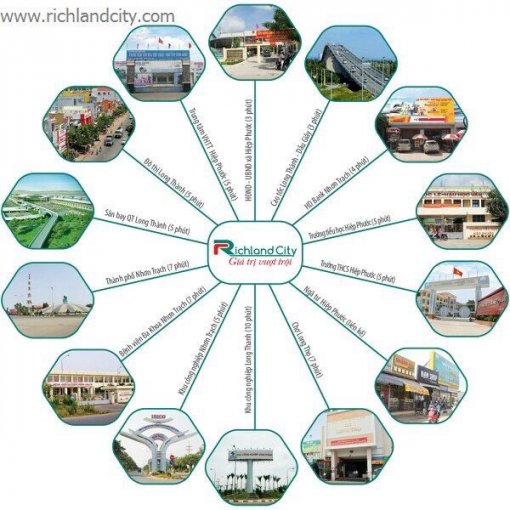 www.richlandcity.com
HĐND - UBND xã Hiệp Phước (3 phút)
Cao tốc Long Thành - Dầu Giây (3 phút)
HD Bank Nhơn Trạch (4 phút)
Trường tiểu học Hiệp Phước (5 phút)
Trường THCS Hiệp Phước (5 phút)
Ngã tư Hiệp Phước (liền kề)
Chợ Long Thọ (7 phút)
Khu công nghiệp Long Thành (10 phút)
Khu công nghiệp Nhơn Trạch (5 phút)
Bệnh viện Đa Khoa Nhơn Trạch (7 phút)
Thành phố Nhơn Trạch (7 phút)
Sân bay QT Long Thành (5 phút)
Đô thị Long Thành (5 phút)
Trung tâm VHTT Hiệp Phước (5 phút)
RichlandCity
Giá trị vượt trội